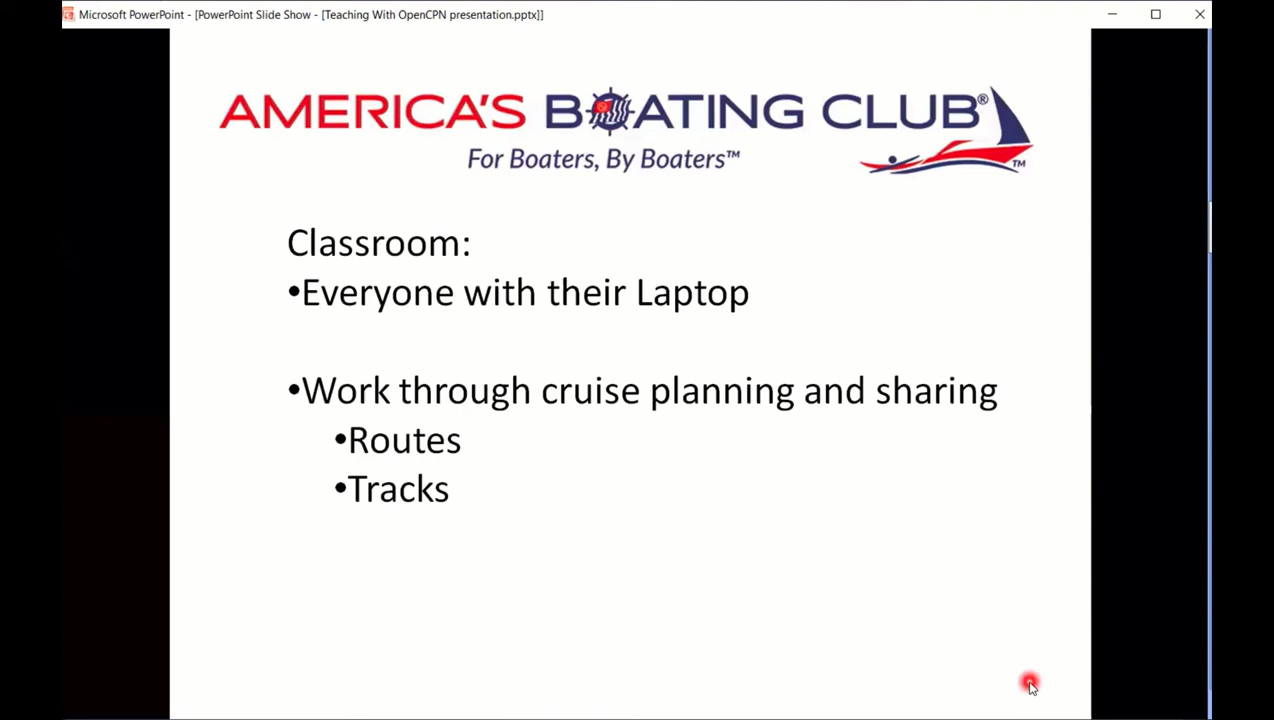 Microsoft PowerPoint - [PowerPoint Slide Show - [Teaching With OpenCPN presentation.pptx]]
AMERICA'S BOATING CLUB®
For Boaters, By Boaters™
TM
Classroom:
•Everyone with their Laptop
•Work through cruise planning and sharing
•Routes
•Tracks